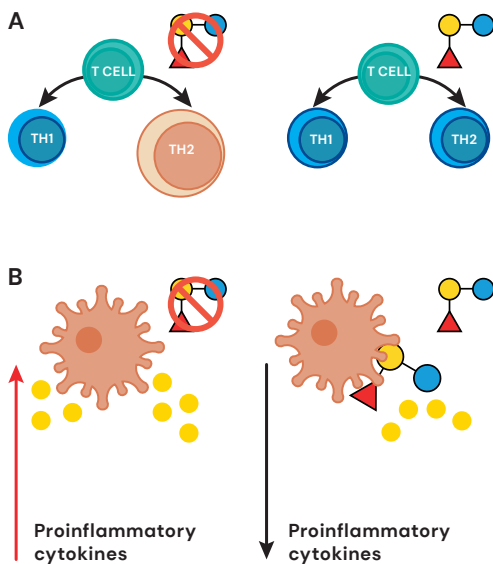 A
T CELL
TH1
TH2
T CELL
TH1
TH2
B
Proinflammatory
cytokines
Proinflammatory
cytokines